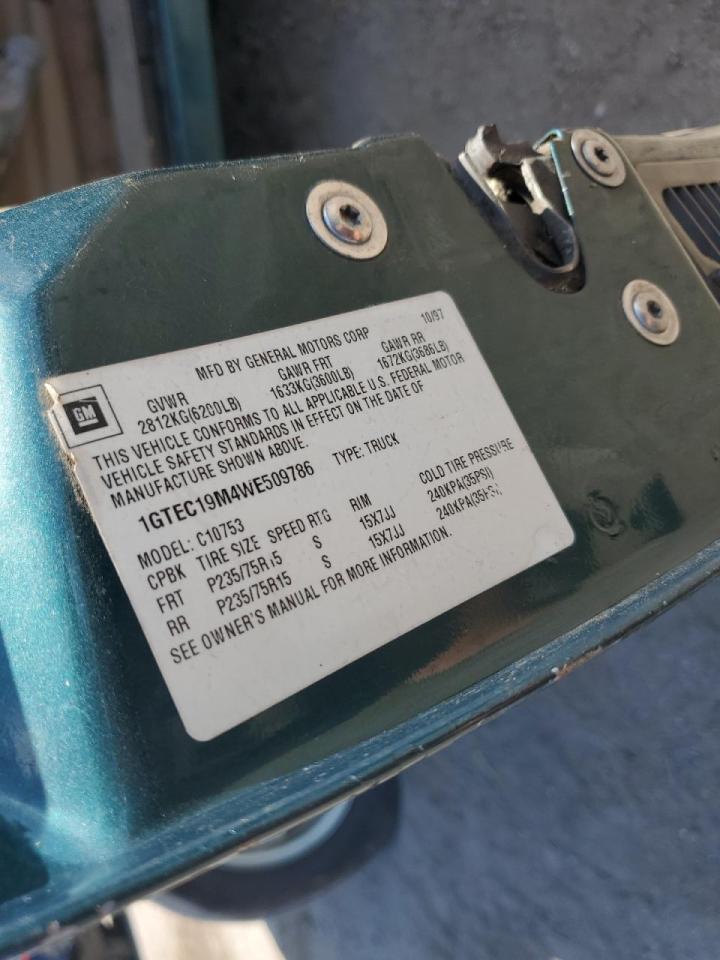 MFD BY GENERAL MOTORS CORP 10/97
GM
GVWR GAWR FRT GAWR RR
2812KG(6200LB) 1633KG(3600LB) 1672KG(3686LB)
THIS VEHICLE CONFORMS TO ALL APPLICABLE U.S. FEDERAL MOTOR
VEHICLE SAFETY STANDARDS IN EFFECT ON THE DATE OF
MANUFACTURE SHOWN ABOVE.
1GTEC19M4WE509786 TYPE: TRUCK
MODEL: C10753
CPBK TIRE SIZE SPEED RTG RIM COLD TIRE PRESSURE
FRT P235/75R15 S 15X7JJ 240KPA(35PSI)
RR P235/75R15 S 15X7JJ 240KPA(35PSI)
SEE OWNER'S MANUAL FOR MORE INFORMATION.